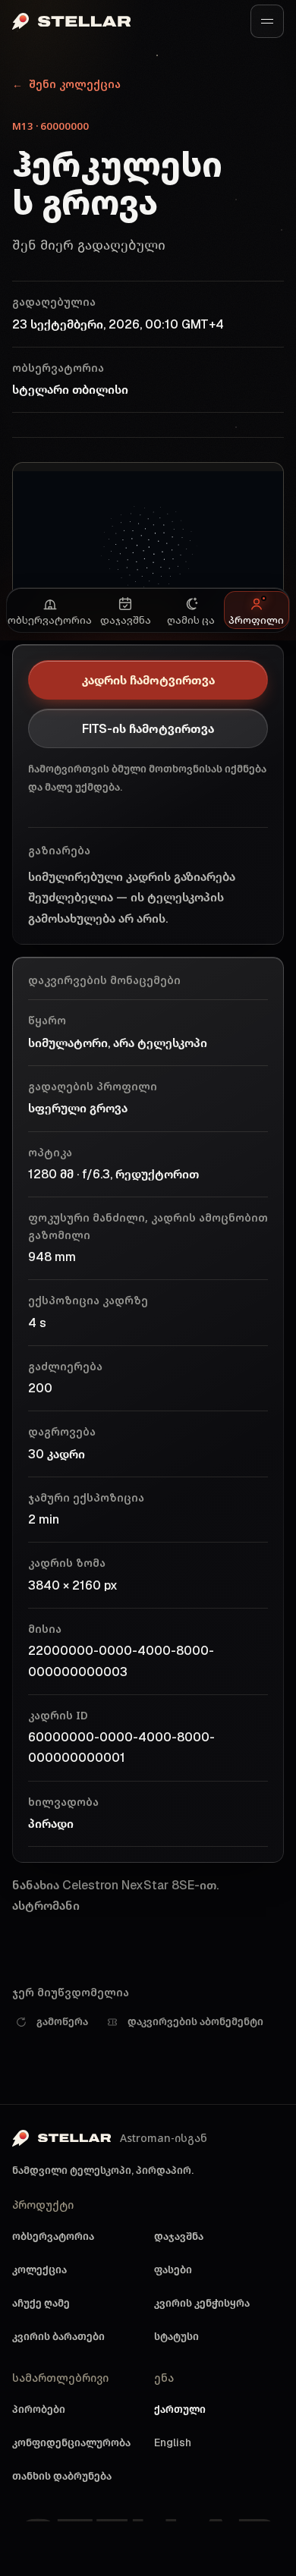 STELLAR
← შენი კოლექცია
M13 · 60000000
ჰერკულესი
ს გროვა
შენ მიერ გადაღებული
გადაღებულია
23 სექტემბერი, 2026, 00:10 GMT+4
ობსერვატორია
სტელარი თბილისი
ობსერვატორია დაჯავშნა ღამის ცა პროფილი
კადრის ჩამოტვირთვა
FITS-ის ჩამოტვირთვა
ჩამოტვირთვის ბმული მოთხოვნისას იქმნება
და მალე უქმდება.
გაზიარება
სიმულირებული კადრის გაზიარება
შეუძლებელია — ის ტელესკოპის
გამოსახულება არ არის.
დაკვირვების მონაცემები
წყარო
სიმულატორი, არა ტელესკოპი
გადაღების პროფილი
სფერული გროვა
ოპტიკა
1280 მმ · f/6.3, რედუქტორით
ფოკუსური მანძილი, კადრის ამოცნობით
გაზომილი
948 mm
ექსპოზიცია კადრზე
4 s
გაძლიერება
200
დაგროვება
30 კადრი
ჯამური ექსპოზიცია
2 min
კადრის ზომა
3840 × 2160 px
მისია
22000000-0000-4000-8000-
000000000003
კადრის ID
60000000-0000-4000-8000-
000000000001
ხილვადობა
პირადი
ნანახია Celestron NexStar 8SE-ით.
ასტრომანი
ჯერ მიუწვდომელია
გამოწერა დაკვირვების აბონემენტი
STELLAR Astroman-ისგან
ნამდვილი ტელესკოპი, პირდაპირ.
პროდუქტი
ობსერვატორია დაჯავშნა
კოლექცია ფასები
აჩუქე ღამე კვირის კენჭისყრა
კვირის ბარათები სტატუსი
სამართლებრივი ენა
პირობები ქართული
კონფიდენციალურობა English
თანხის დაბრუნება